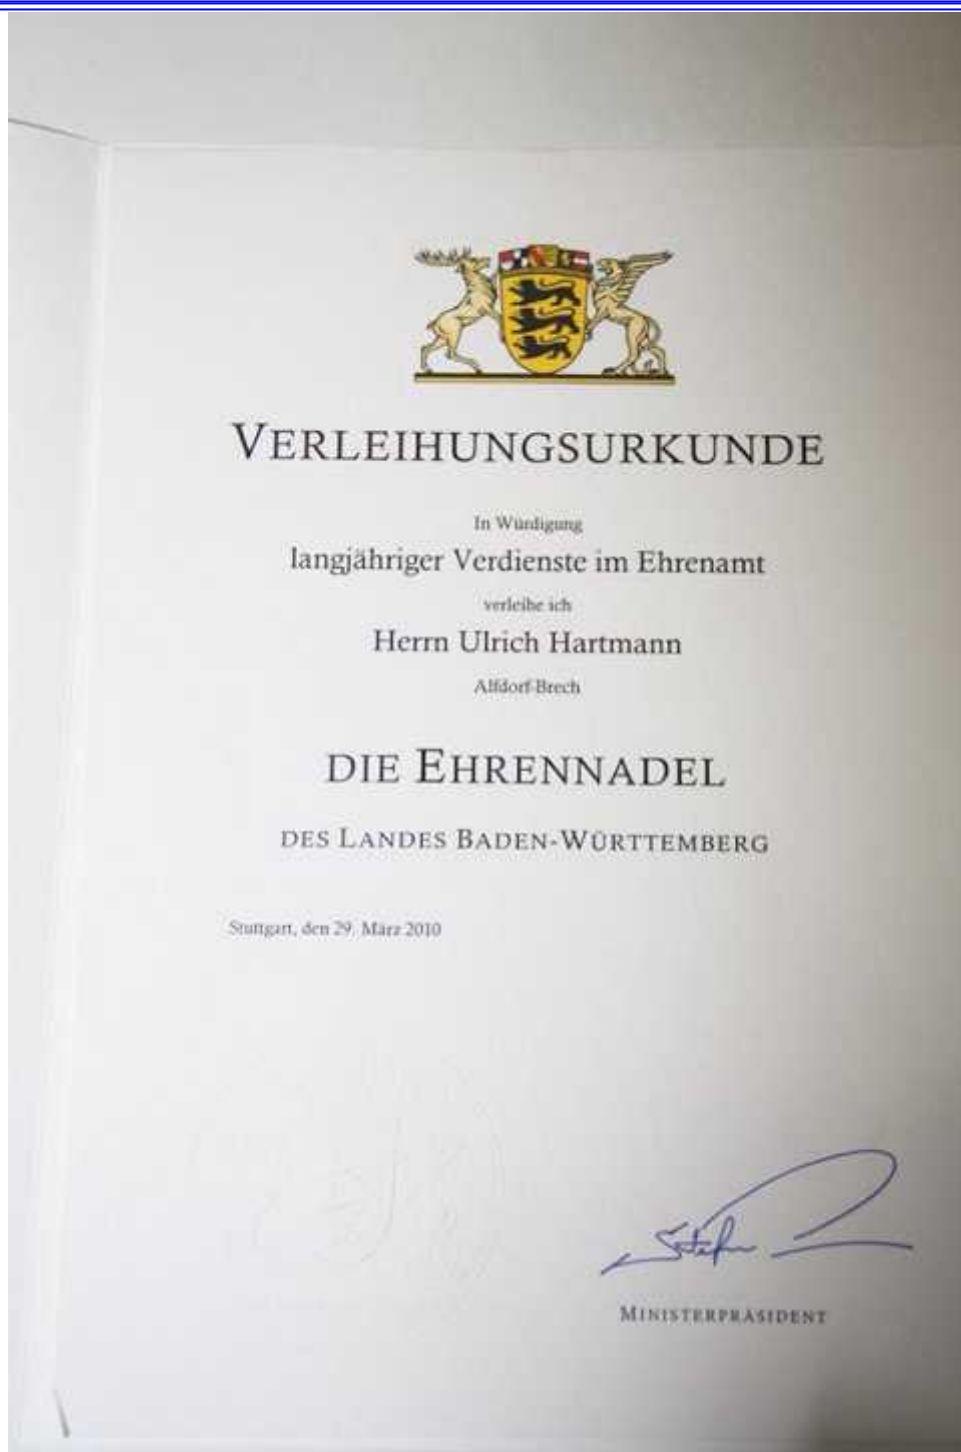 VERLEIHUNGSURKUNDE
In Würdigung
langjähriger Verdienste im Ehrenamt
verleihe ich
Herrn Ulrich Hartmann
Alfdorf-Brech
DIE EHRENNADEL
DES LANDES BADEN-WÜRTTEMBERG
Stuttgart, den 29. März 2010
MINISTERPRÄSIDENT